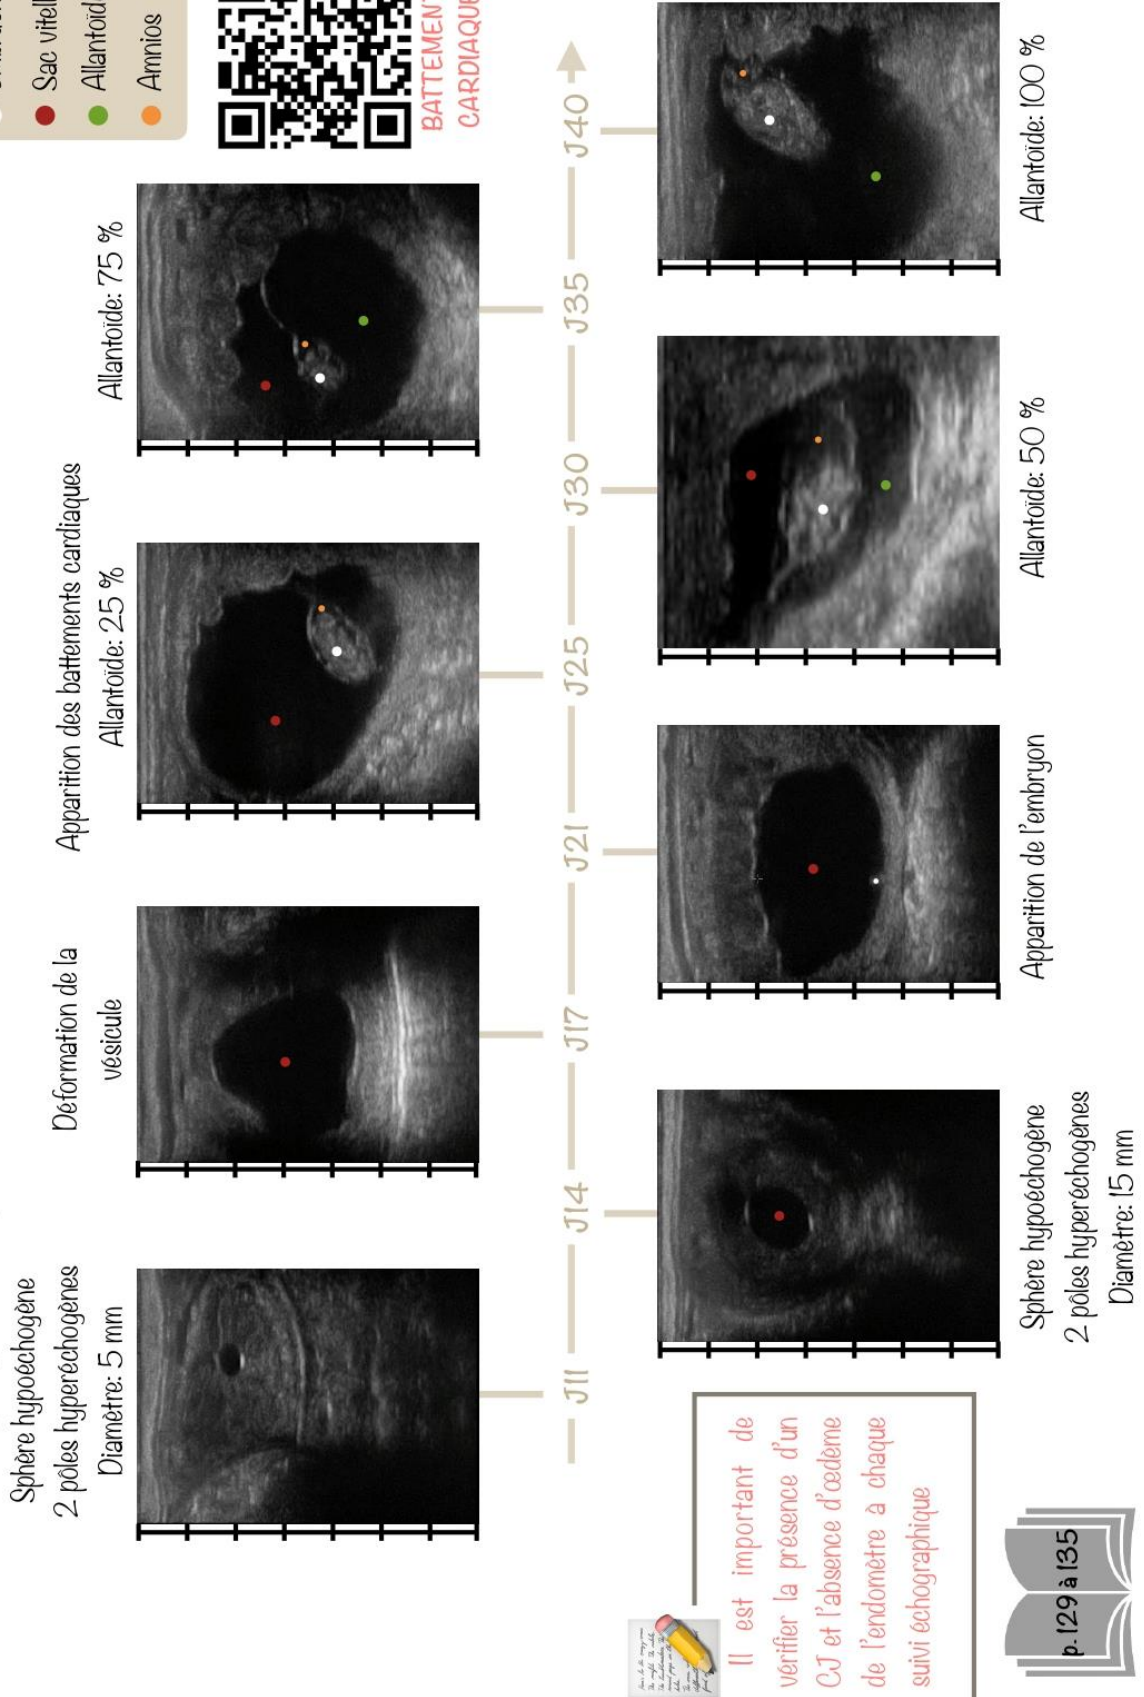 Sac vitell
Allantoïd
Amnios
BATTEMEN
CARDIAQUE
Sphère hypoéchogène
2 pôles hyperéchogènes
Diamètre: 5 mm
Déformation de la
vésicule
Apparition des battements cardiaques
Allantoïde: 25 %
Allantoïde: 75 %
J11
J14
J17
J21
J25
J30
J35
J40
Sphère hypoéchogène
2 pôles hyperéchogènes
Diamètre: 15 mm
Apparition de l'embryon
Allantoïde: 50 %
Allantoïde: 100 %
Il est important de
vérifier la présence d'un
CJ et l'absence d'œdème
de l'endomètre à chaque
suivi échographique
p. 129 à 135